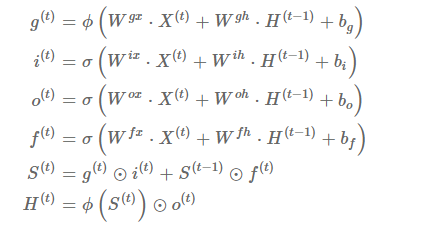 g^{(t)} = ϕ(W^{gx} · X^{(t)} + W^{gh} · H^{(t−1)} + b_g)
i^{(t)} = σ(W^{ix} · X^{(t)} + W^{ih} · H^{(t−1)} + b_i)
o^{(t)} = σ(W^{ox} · X^{(t)} + W^{oh} · H^{(t−1)} + b_o)
f^{(t)} = σ(W^{fx} · X^{(t)} + W^{fh} · H^{(t−1)} + b_f)
S^{(t)} = g^{(t)} ⊙ i^{(t)} + S^{(t−1)} ⊙ f^{(t)}
H^{(t)} = ϕ(S^{(t)}) ⊙ o^{(t)}